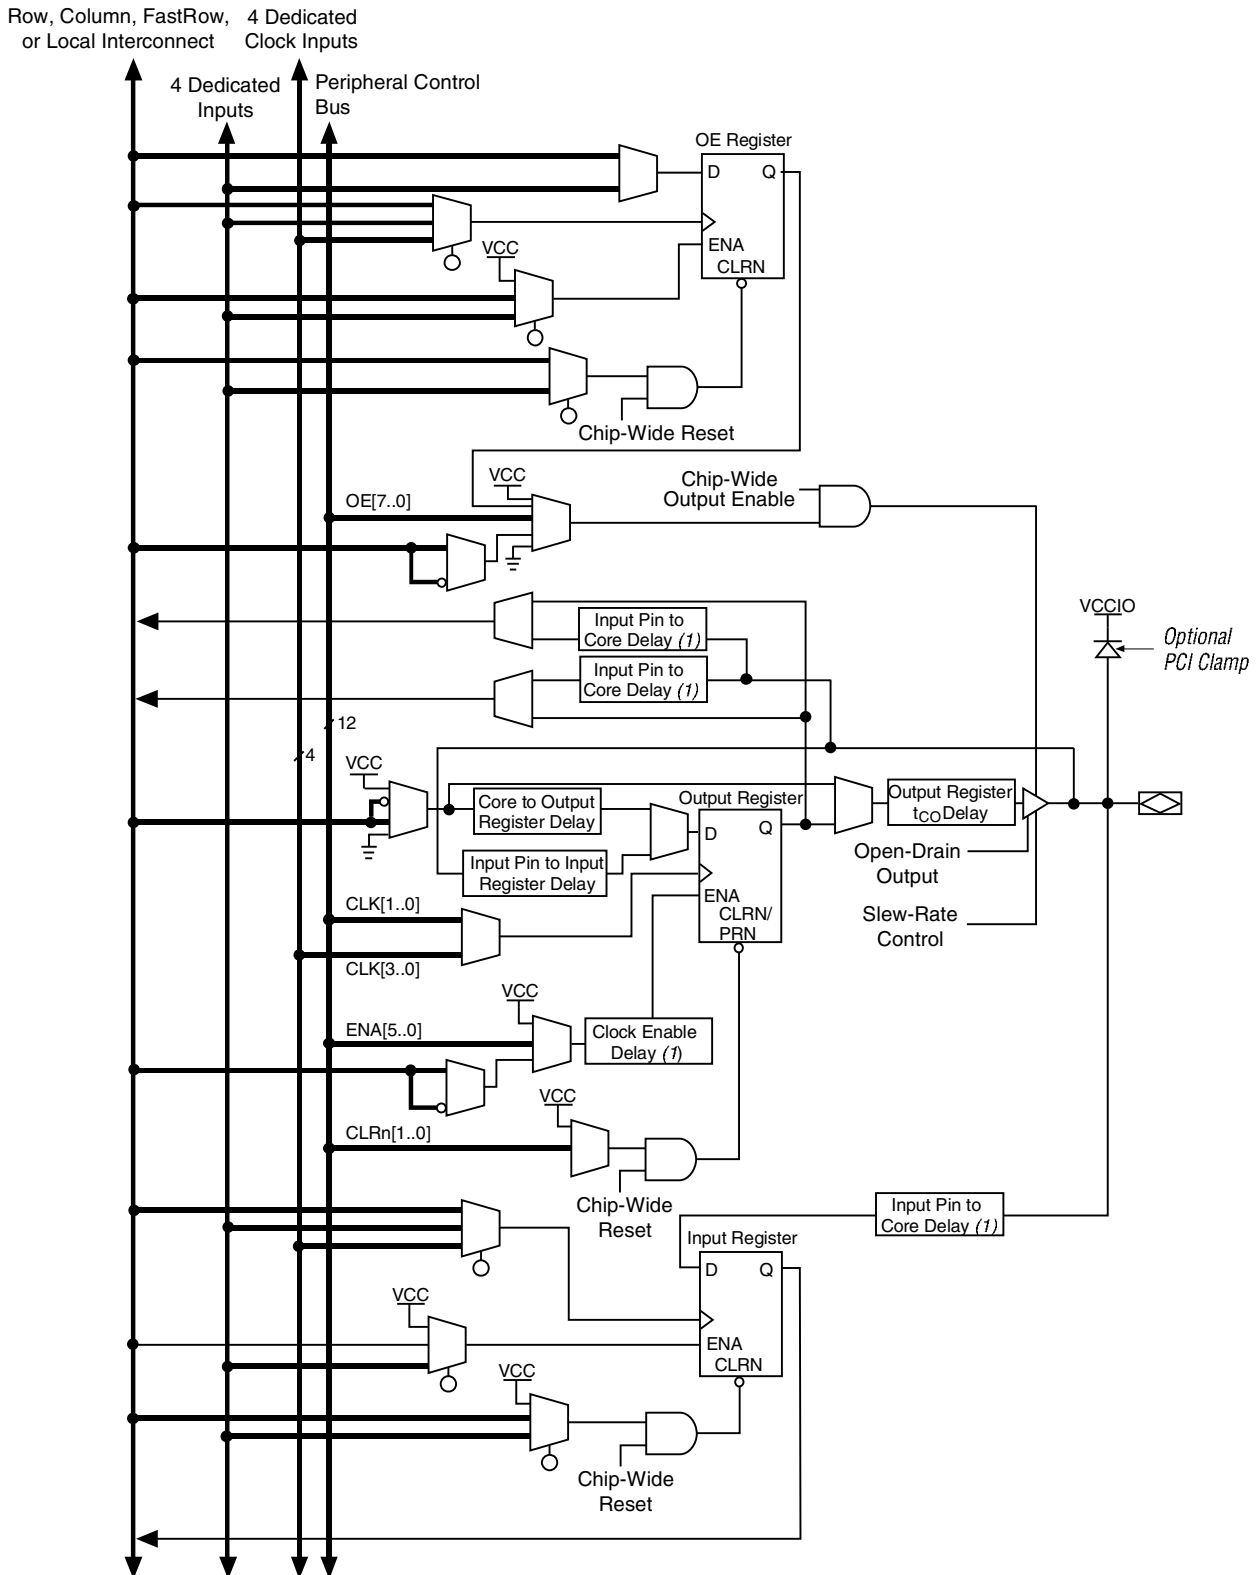 Row, Column, FastRow,
or Local Interconnect
4 Dedicated
Clock Inputs
4 Dedicated
Inputs
Peripheral Control
Bus
OE Register
D
Q
ENA
CLRN
VCC
Chip-Wide Reset
VCC
OE[7..0]
Chip-Wide
Output Enable
Input Pin to
Core Delay (1)
Input Pin to
Core Delay (1)
VCCIO
Optional
PCI Clamp
12
4
VCC
Core to Output
Register Delay
Output Register
D
Q
ENA
CLRN/
PRN
Output Register
tCO Delay
Input Pin to Input
Register Delay
Open-Drain
Output
Slew-Rate
Control
CLK[1..0]
CLK[3..0]
VCC
ENA[5..0]
Clock Enable
Delay (1)
VCC
CLRn[1..0]
Chip-Wide
Reset
Input Pin to
Core Delay (1)
Input Register
D
Q
ENA
CLRN
VCC
VCC
Chip-Wide
Reset